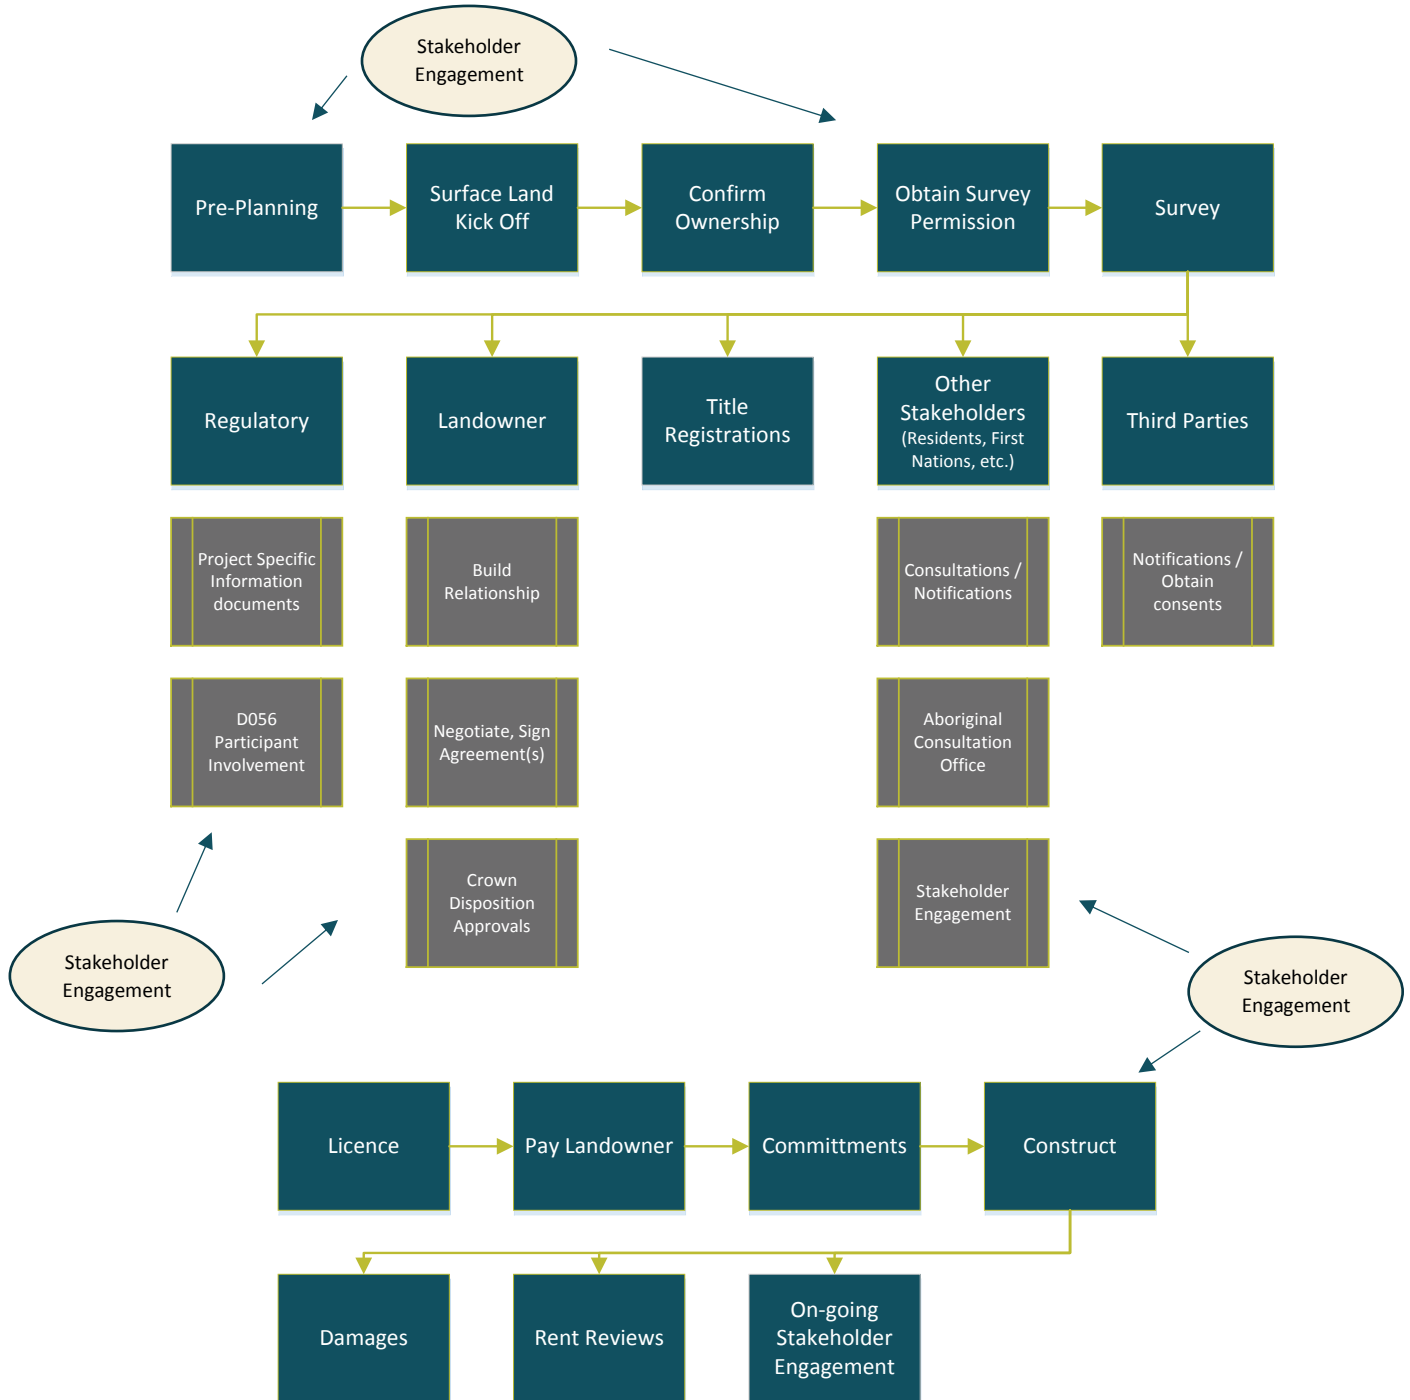 Stakeholder
Engagement
Pre-Planning
Surface Land
Kick Off
Confirm
Ownership
Obtain Survey
Permission
Survey
Regulatory
Landowner
Title
Registrations
Other
Stakeholders
(Residents, First
Nations, etc.)
Third Parties
Project Specific
Information
documents
Build
Relationship
Consultations /
Notifications
Notifications /
Obtain
consents
D056
Participant
Involvement
Negotiate, Sign
Agreement(s)
Aboriginal
Consultation
Office
Crown
Disposition
Approvals
Stakeholder
Engagement
Stakeholder
Engagement
Stakeholder
Engagement
Licence
Pay Landowner
Committments
Construct
Damages
Rent Reviews
On-going
Stakeholder
Engagement